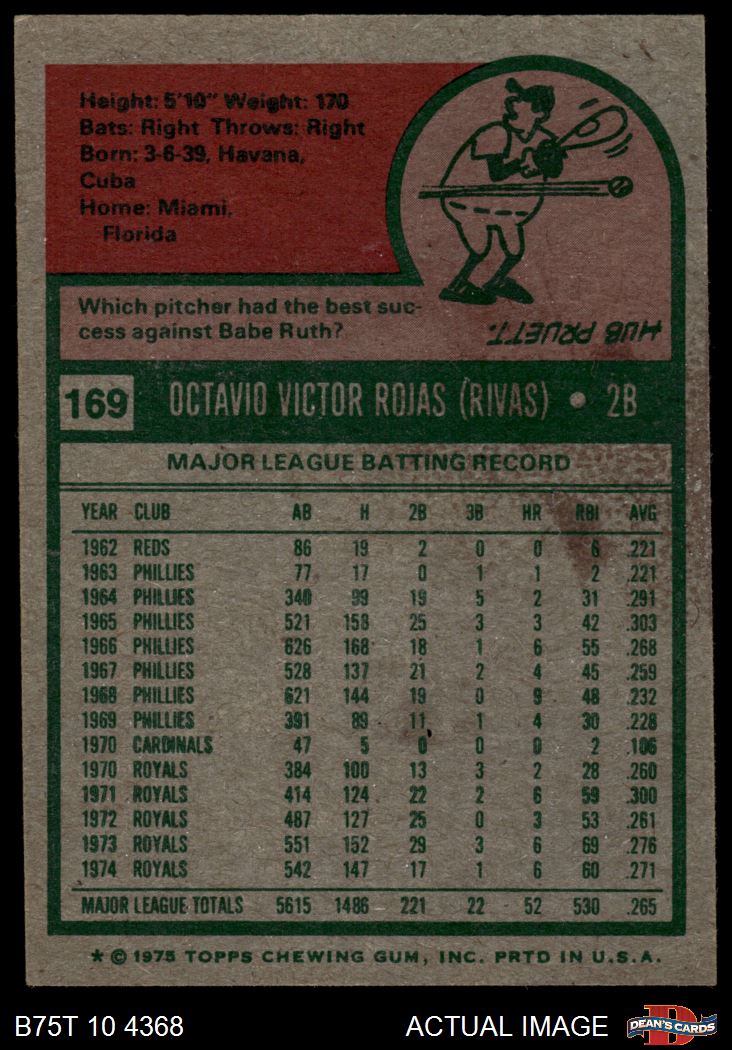 Height: 5'10" Weight: 170
Bats: Right Throws: Right
Born: 3-6-39, Havana,
Cuba
Home: Miami,
Florida
Which pitcher had the best suc-
cess against Babe Ruth?
HUB PRUETT.
169 OCTAVIO VICTOR ROJAS (RIVAS) • 2B
MAJOR LEAGUE BATTING RECORD
YEAR CLUB AB H 2B 3B HR RBI AVG
1962 REDS 86 19 2 0 0 6 .221
1963 PHILLIES 77 17 0 1 1 2 .221
1964 PHILLIES 340 99 19 5 2 31 .291
1965 PHILLIES 521 158 25 3 3 42 .303
1966 PHILLIES 626 168 18 1 6 55 .268
1967 PHILLIES 528 137 21 2 4 45 .259
1968 PHILLIES 621 144 19 0 9 48 .232
1969 PHILLIES 391 89 11 1 4 30 .228
1970 CARDINALS 47 5 0 0 0 2 .106
1970 ROYALS 384 100 13 3 2 28 .260
1971 ROYALS 414 124 22 2 6 59 .300
1972 ROYALS 487 127 25 0 3 53 .261
1973 ROYALS 551 152 29 3 6 69 .276
1974 ROYALS 542 147 17 1 6 60 .271
MAJOR LEAGUE TOTALS 5615 1486 221 22 52 530 .265
* © 1975 TOPPS CHEWING GUM, INC. PRTD IN U.S.A.
B75T 10 4368 ACTUAL IMAGE D DEAN'S CARDS